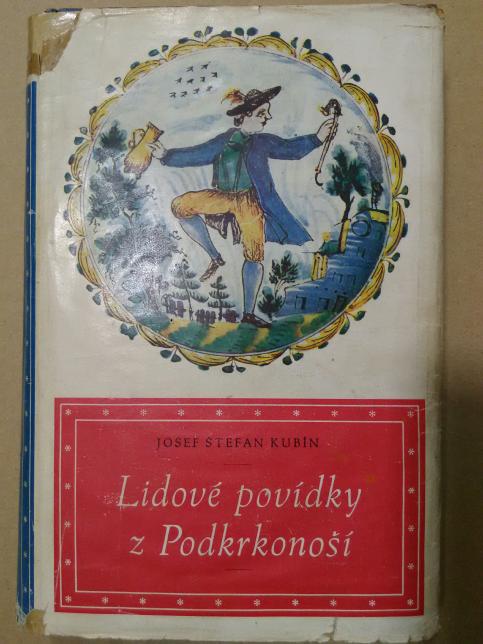 JOSEF ŠTEFAN KUBÍN
Lidové povídky
z Podkrkonoší